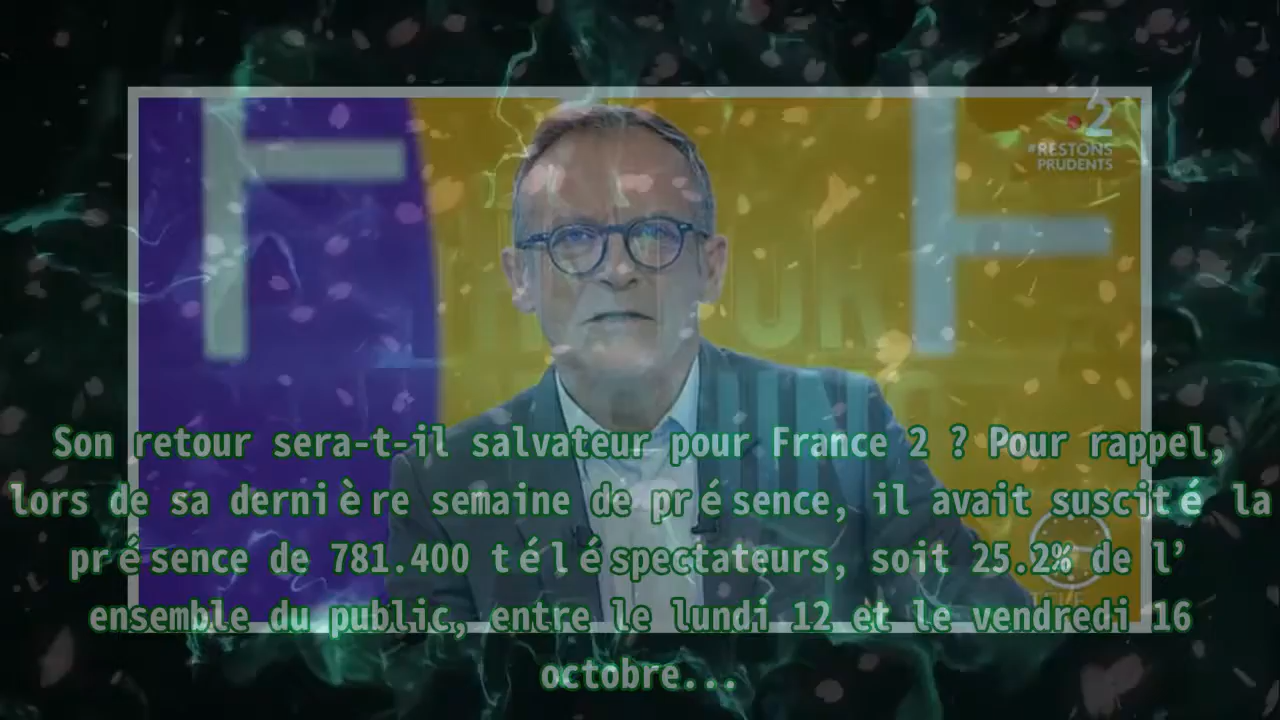 2
#RESTONS
PRUDENTS
Son retour sera-t-il salvateur pour France 2 ? Pour rappel,
lors de sa dernière semaine de présence, il avait suscité la
présence de 781.400 téléspectateurs, soit 25.2% de l’
ensemble du public, entre le lundi 12 et le vendredi 16
octobre...